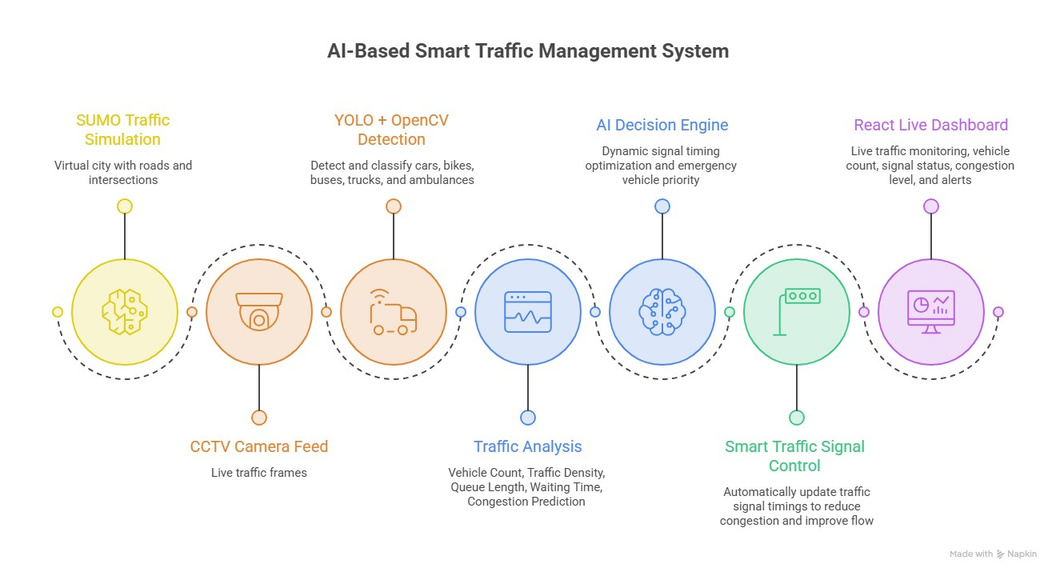 AI-Based Smart Traffic Management System
SUMO Traffic
Simulation
Virtual city with roads and
intersections
YOLO + OpenCV
Detection
Detect and classify cars, bikes,
buses, trucks, and ambulances
AI Decision Engine
Dynamic signal timing
optimization and emergency
vehicle priority
React Live Dashboard
Live traffic monitoring, vehicle
count, signal status, congestion
level, and alerts
CCTV Camera Feed
Live traffic frames
Traffic Analysis
Vehicle Count, Traffic Density,
Queue Length, Waiting Time,
Congestion Prediction
Smart Traffic Signal
Control
Automatically update traffic
signal timings to reduce
congestion and improve flow
Made with Napkin